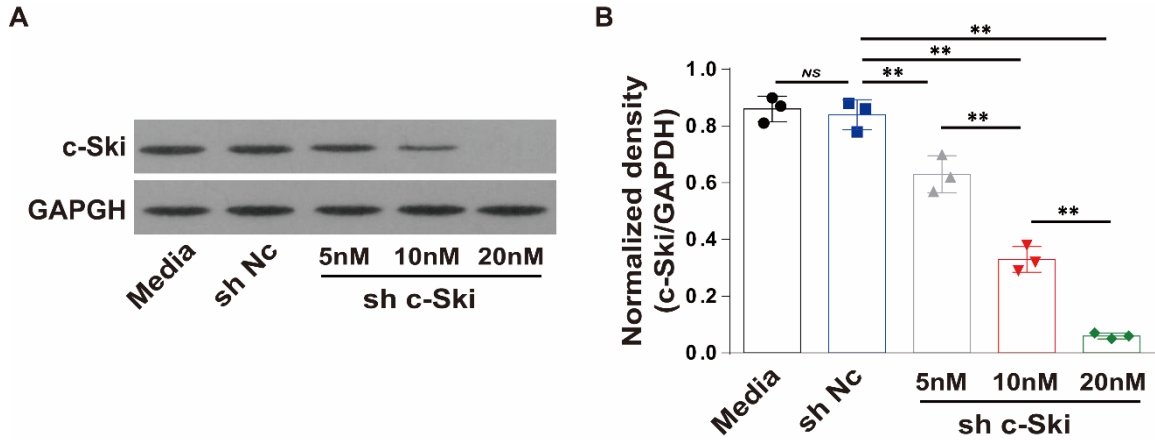 A
c-Ski
GAPGH
Media
sh Nc
5nM 10nM 20nM
sh c-Ski
B
Normalized density
(c-Ski/GAPDH)
1.0
0.8
0.6
0.4
0.2
0.0
**
**
NS
**
**
**
Media
sh Nc
5nM 10nM 20nM
sh c-Ski